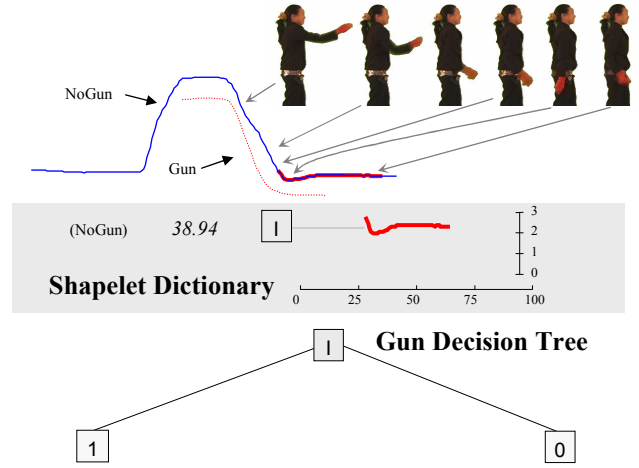 NoGun
Gun
(NoGun) 38.94 I
3
2
1
0
Shapelet Dictionary
0 25 50 75 100
I Gun Decision Tree
1 0